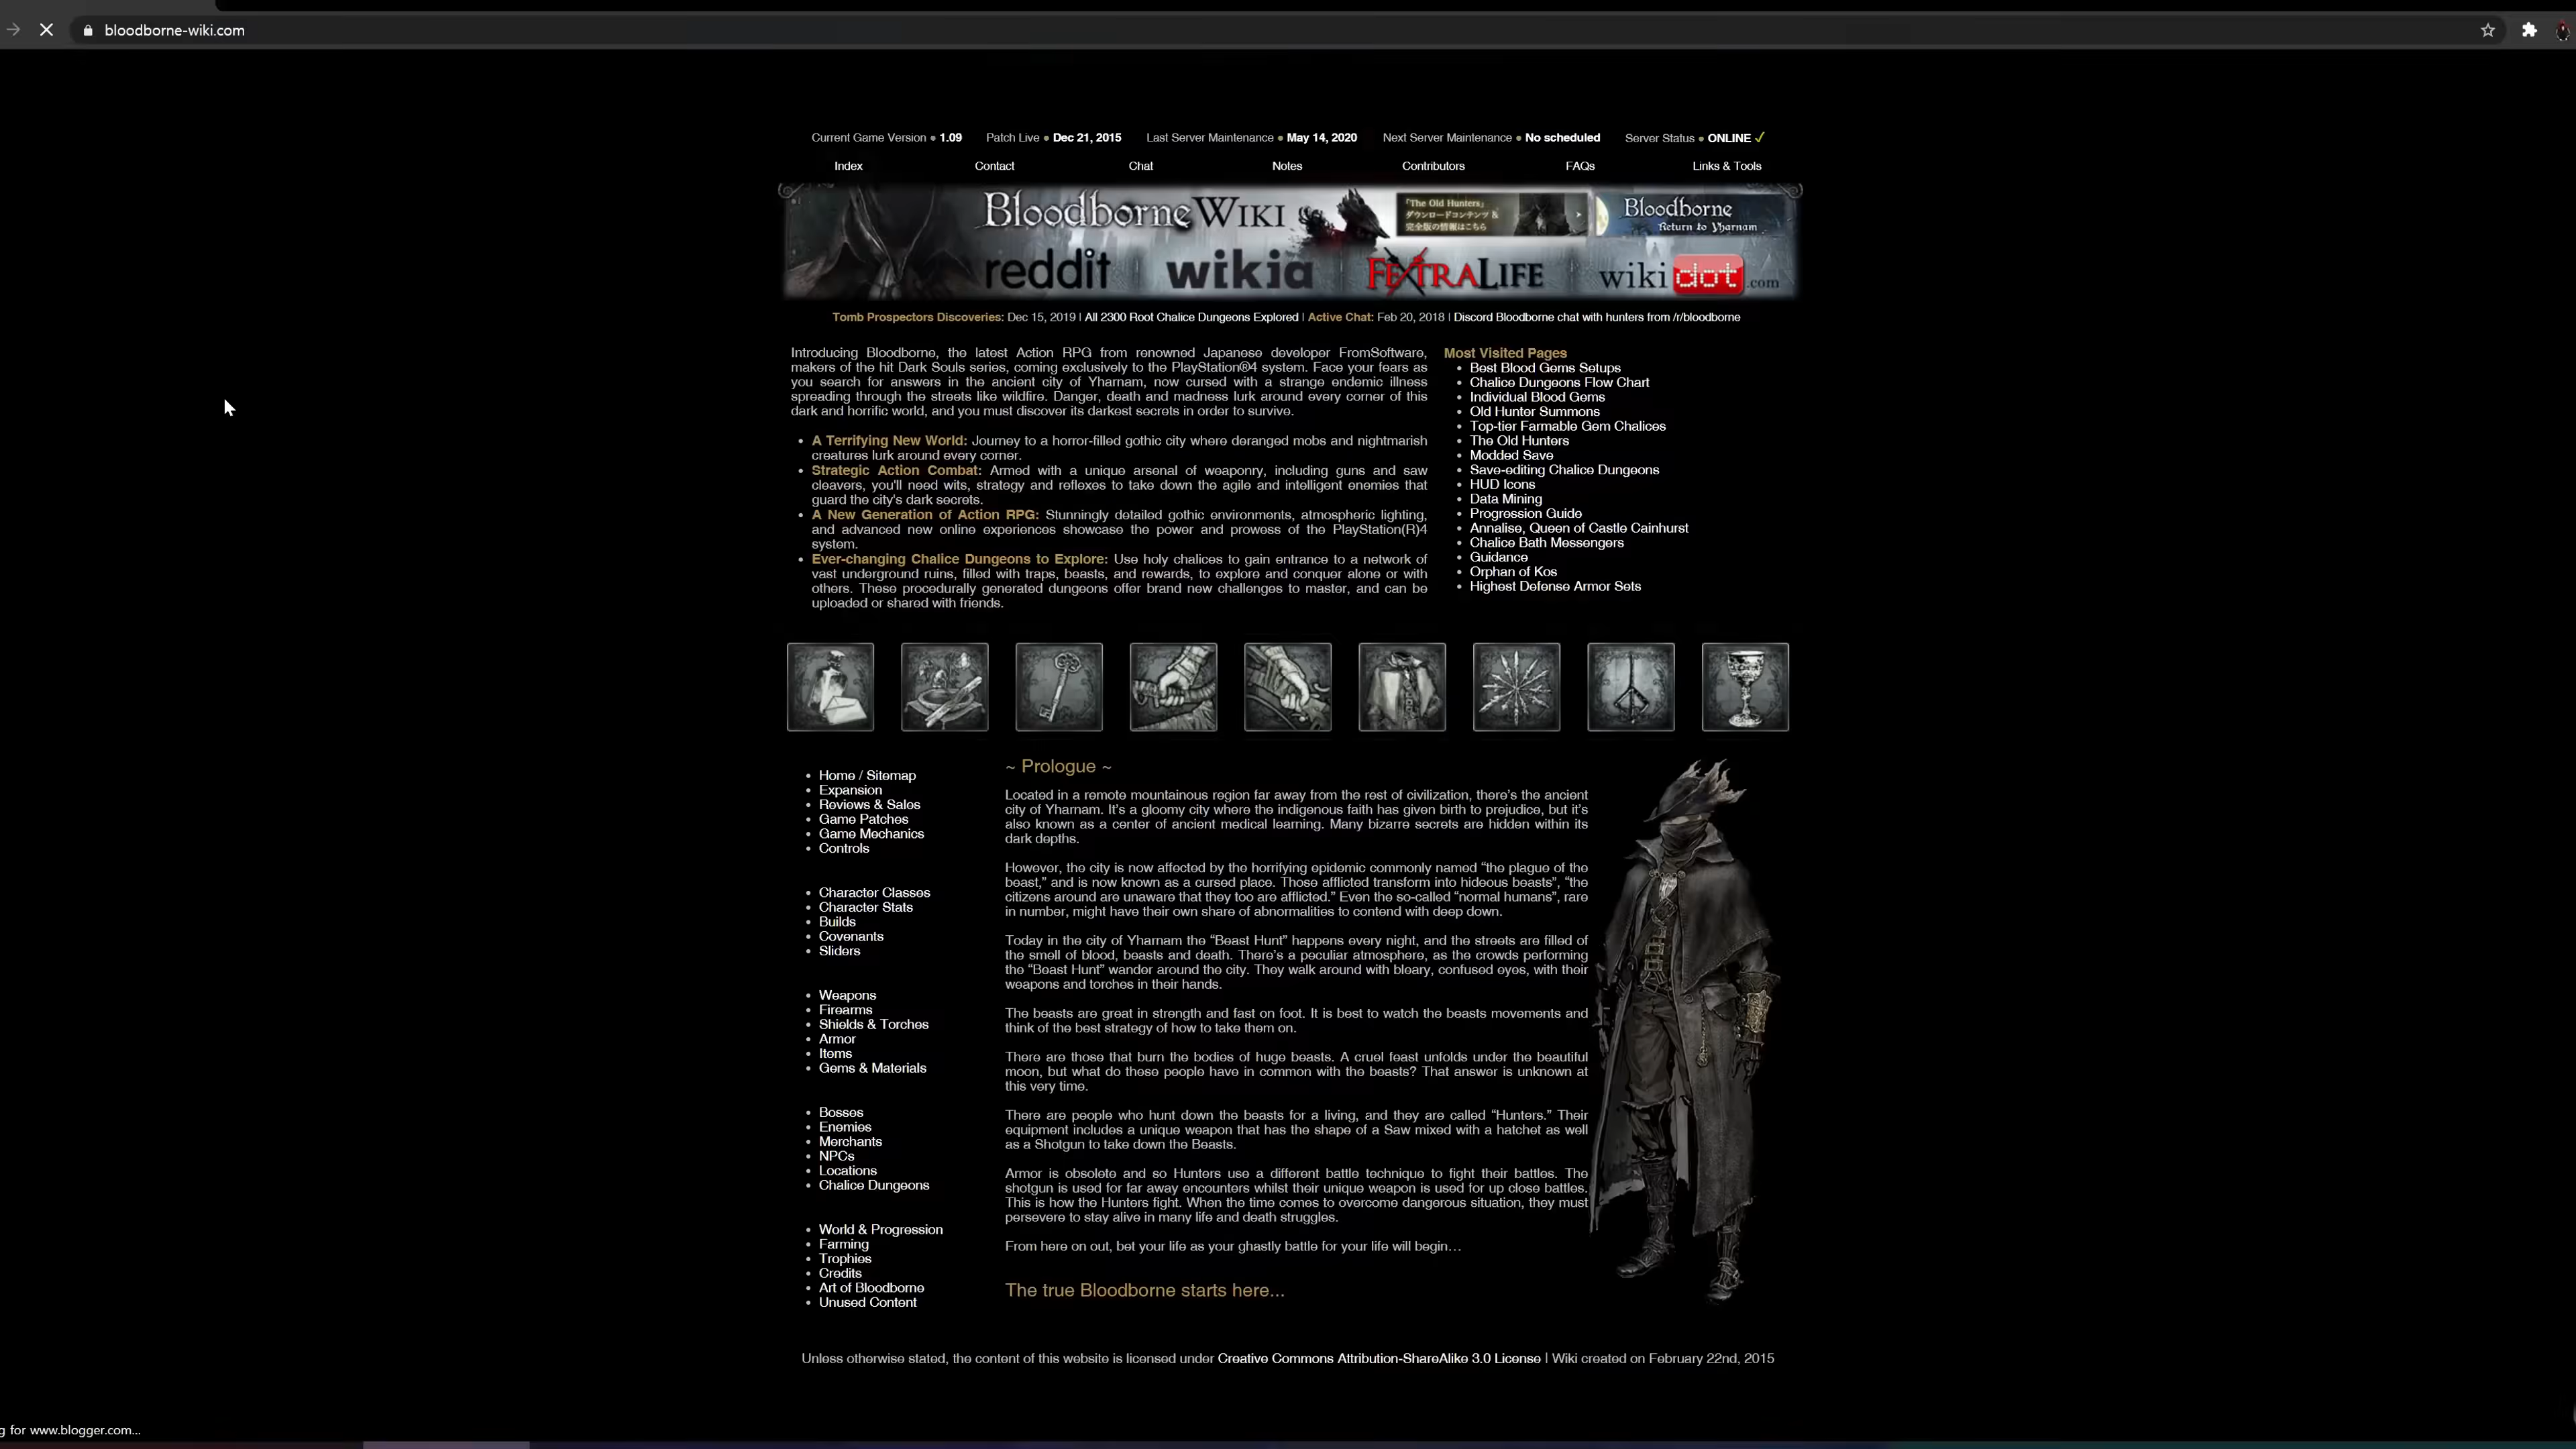 bloodborne-wiki.com
Current Game Version ● 1.09 Patch Live ● Dec 21, 2015 Last Server Maintenance ● May 14, 2020 Next Server Maintenance ● No scheduled Server Status ● ONLINE ✓
Index Contact Chat Notes Contributors FAQs Links & Tools
Bloodborne WIKI
「The Old Hunters」
ダウンロードコンテンツ &
完全版の情報はこちら
Bloodborne
Return to Yharnam
reddit wikia FEXTRALIFE wikidot.com
Tomb Prospectors Discoveries: Dec 15, 2019 | All 2300 Root Chalice Dungeons Explored | Active Chat: Feb 20, 2018 | Discord Bloodborne chat with hunters from /r/bloodborne
Introducing Bloodborne, the latest Action RPG from renowned Japanese developer FromSoftware,
makers of the hit Dark Souls series, coming exclusively to the PlayStation®4 system. Face your fears as
you search for answers in the ancient city of Yharnam, now cursed with a strange endemic illness
spreading through the streets like wildfire. Danger, death and madness lurk around every corner of this
dark and horrific world, and you must discover its darkest secrets in order to survive.
• A Terrifying New World: Journey to a horror-filled gothic city where deranged mobs and nightmarish
creatures lurk around every corner.
• Strategic Action Combat: Armed with a unique arsenal of weaponry, including guns and saw
cleavers, you'll need wits, strategy and reflexes to take down the agile and intelligent enemies that
guard the city's dark secrets.
• A New Generation of Action RPG: Stunningly detailed gothic environments, atmospheric lighting,
and advanced new online experiences showcase the power and prowess of the PlayStation(R)4
system.
• Ever-changing Chalice Dungeons to Explore: Use holy chalices to gain entrance to a network of
vast underground ruins, filled with traps, beasts, and rewards, to explore and conquer alone or with
others. These procedurally generated dungeons offer brand new challenges to master, and can be
uploaded or shared with friends.
Most Visited Pages
• Best Blood Gems Setups
• Chalice Dungeons Flow Chart
• Individual Blood Gems
• Old Hunter Summons
• Top-tier Farmable Gem Chalices
• The Old Hunters
• Modded Save
• Save-editing Chalice Dungeons
• HUD Icons
• Data Mining
• Progression Guide
• Annalise, Queen of Castle Cainhurst
• Chalice Bath Messengers
• Guidance
• Orphan of Kos
• Highest Defense Armor Sets
• Home / Sitemap
• Expansion
• Reviews & Sales
• Game Patches
• Game Mechanics
• Controls
• Character Classes
• Character Stats
• Builds
• Covenants
• Sliders
• Weapons
• Firearms
• Shields & Torches
• Armor
• Items
• Gems & Materials
• Bosses
• Enemies
• Merchants
• NPCs
• Locations
• Chalice Dungeons
• World & Progression
• Farming
• Trophies
• Credits
• Art of Bloodborne
• Unused Content
~ Prologue ~
Located in a remote mountainous region far away from the rest of civilization, there's the ancient
city of Yharnam. It's a gloomy city where the indigenous faith has given birth to prejudice, but it's
also known as a center of ancient medical learning. Many bizarre secrets are hidden within its
dark depths.
However, the city is now affected by the horrifying epidemic commonly named “the plague of the
beast,” and is now known as a cursed place. Those afflicted transform into hideous beasts”, “the
citizens around are unaware that they too are afflicted.” Even the so-called “normal humans”, rare
in number, might have their own share of abnormalities to contend with deep down.
Today in the city of Yharnam the “Beast Hunt” happens every night, and the streets are filled of
the smell of blood, beasts and death. There's a peculiar atmosphere, as the crowds performing
the “Beast Hunt” wander around the city. They walk around with bleary, confused eyes, with their
weapons and torches in their hands.
The beasts are great in strength and fast on foot. It is best to watch the beasts movements and
think of the best strategy of how to take them on.
There are those that burn the bodies of huge beasts. A cruel feast unfolds under the beautiful
moon, but what do these people have in common with the beasts? That answer is unknown at
this very time.
There are people who hunt down the beasts for a living, and they are called “Hunters.” Their
equipment includes a unique weapon that has the shape of a Saw mixed with a hatchet as well
as a Shotgun to take down the Beasts.
Armor is obsolete and so Hunters use a different battle technique to fight their battles. The
shotgun is used for far away encounters whilst their unique weapon is used for up close battles.
This is how the Hunters fight. When the time comes to overcome dangerous situation, they must
persevere to stay alive in many life and death struggles.
From here on out, bet your life as your ghastly battle for your life will begin…
The true Bloodborne starts here...
Unless otherwise stated, the content of this website is licensed under Creative Commons Attribution-ShareAlike 3.0 License | Wiki created on February 22nd, 2015
g for www.blogger.com...